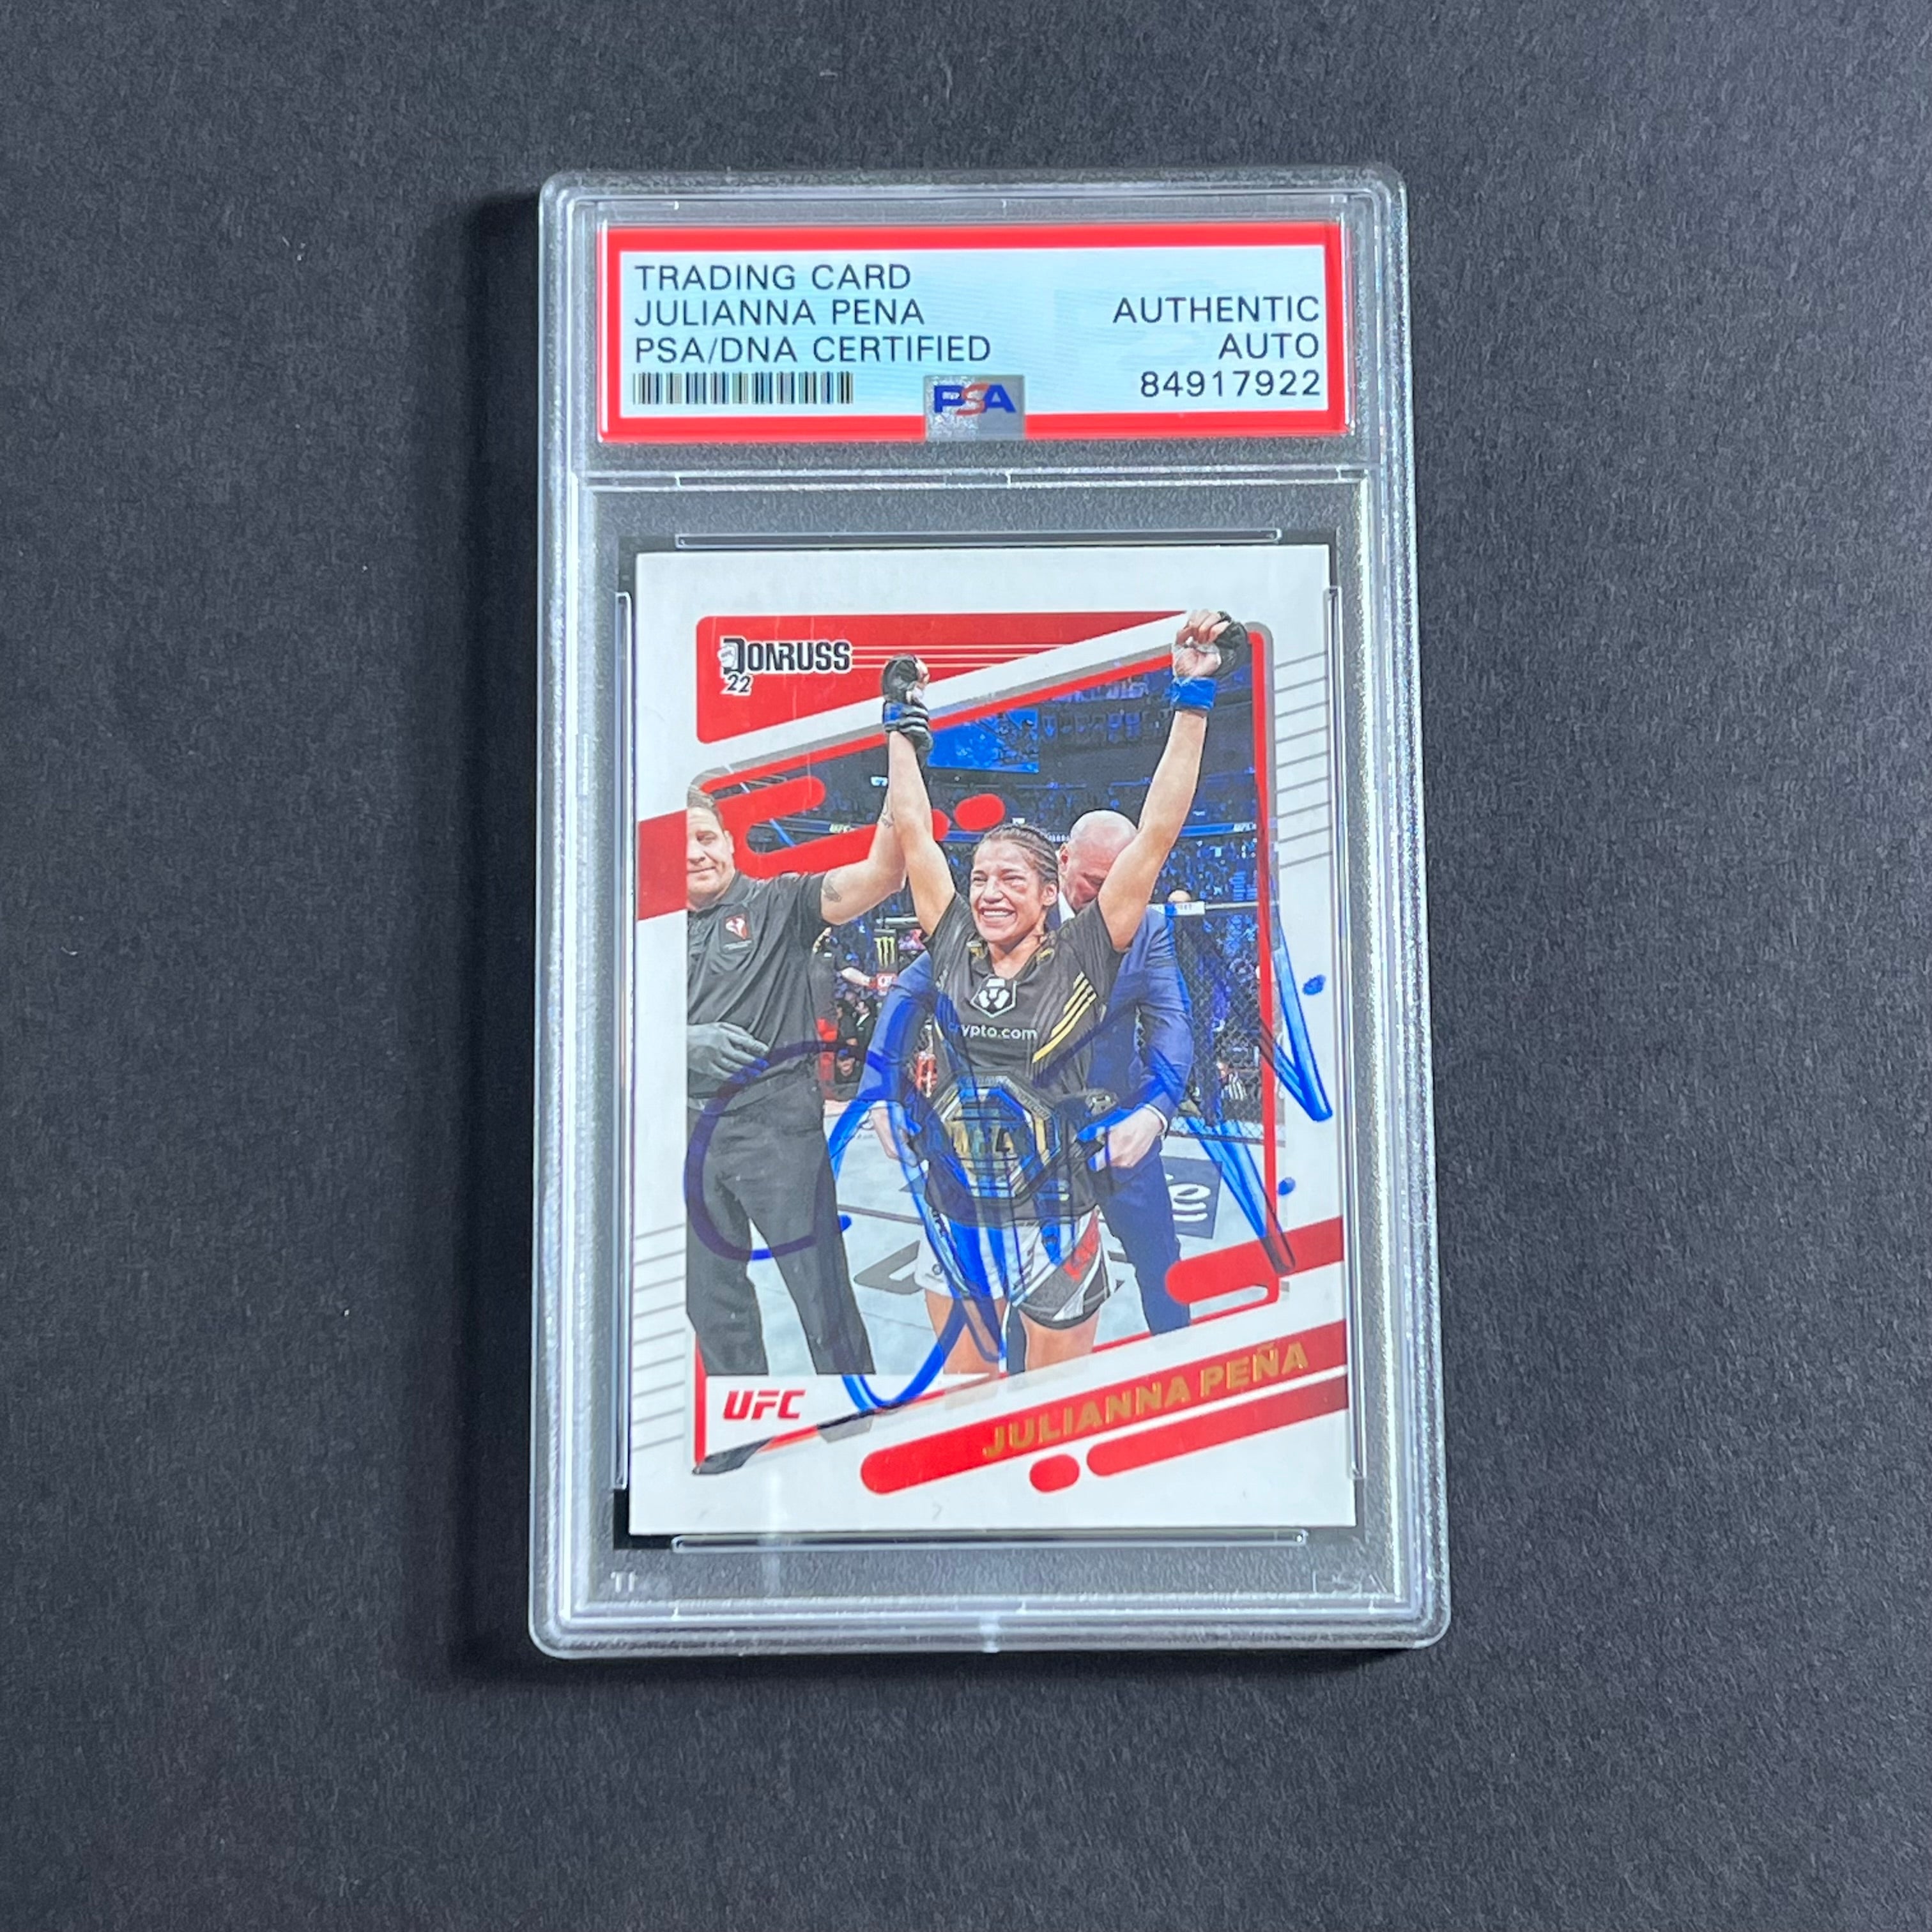 TRADING CARD
JULIANNA PENA
PSA/DNA CERTIFIED
AUTHENTIC
AUTO
84917922
PSA
DONRUSS
22
crypto.com
UFC
JULIANNA PEÑA